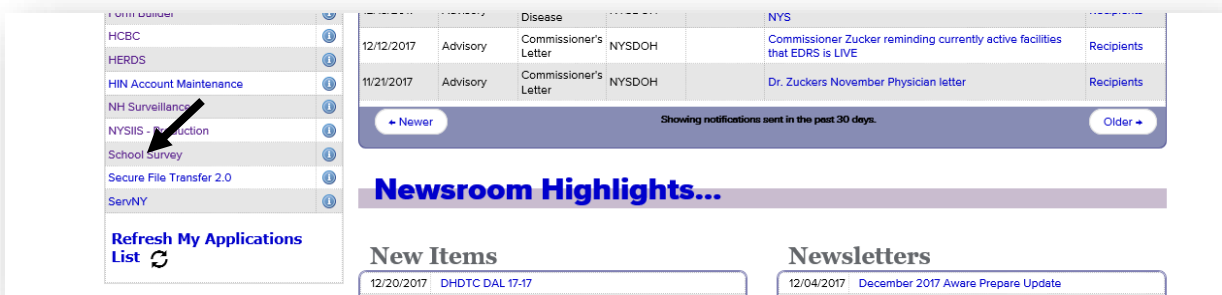 Form Builder
HCBC
HERDS
HIN Account Maintenance
NH Surveillance
NYSIIS - Production
School Survey
Secure File Transfer 2.0
ServNY
Refresh My Applications
List
Advisory Disease NYSDOH NYS Recipients
12/12/2017 Advisory Commissioner's Letter NYSDOH Commissioner Zucker reminding currently active facilities that EDRS is LIVE Recipients
11/21/2017 Advisory Commissioner's Letter NYSDOH Dr. Zuckers November Physician letter Recipients
← Newer Showing notifications sent in the past 30 days. Older →
Newsroom Highlights...
New Items
12/20/2017 DHDTC DAL 17-17
Newsletters
12/04/2017 December 2017 Aware Prepare Update